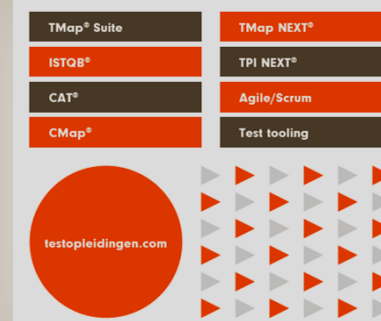 TMap® Suite
TMap NEXT®
ISTQB®
TPI NEXT®
CAT®
Agile/Scrum
CMap®
Test tooling
testopleidingen.com